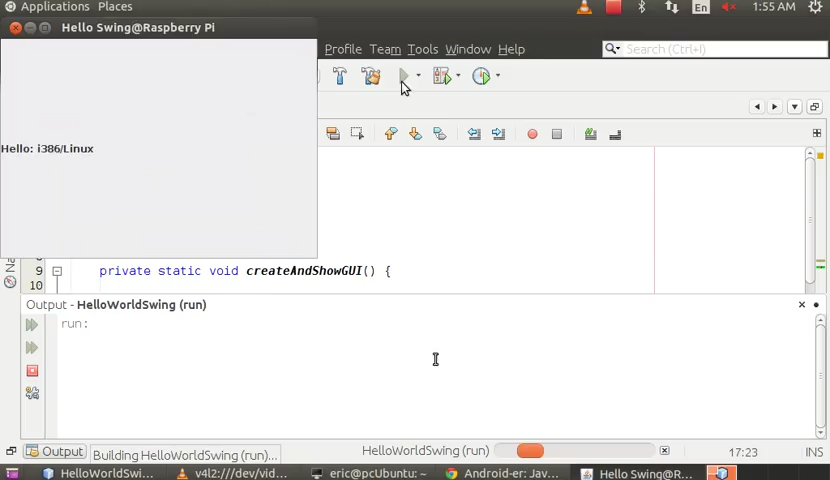 Applications Places En 1:55 AM
Hello Swing@Raspberry Pi
Profile Team Tools Window Help Search (Ctrl+I)
Hello: i386/Linux
9 private static void createAndShowGUI() {
10
Output - HelloWorldSwing (run)
run:
Output Building HelloWorldSwing (run)... HelloWorldSwing (run) 17:23 INS
HelloWorldSwi... v4l2:///dev/vid... eric@pcUbuntu: ~ Android-er: Jav... Hello Swing@R...